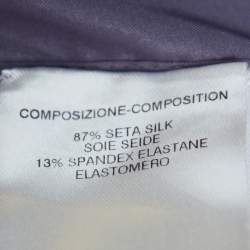 COMPOSIZIONE-COMPOSITION
87% SETA SILK
SOIE SEIDE
13% SPANDEX ELASTANE
ELASTOMERO